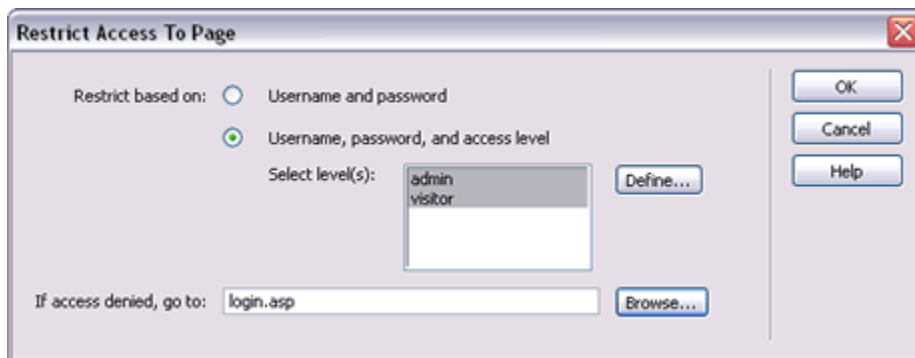 Restrict Access To Page
Restrict based on: Username and password
Username, password, and access level
Select level(s): admin
visitor
Define...
If access denied, go to: login.asp Browse...
OK
Cancel
Help